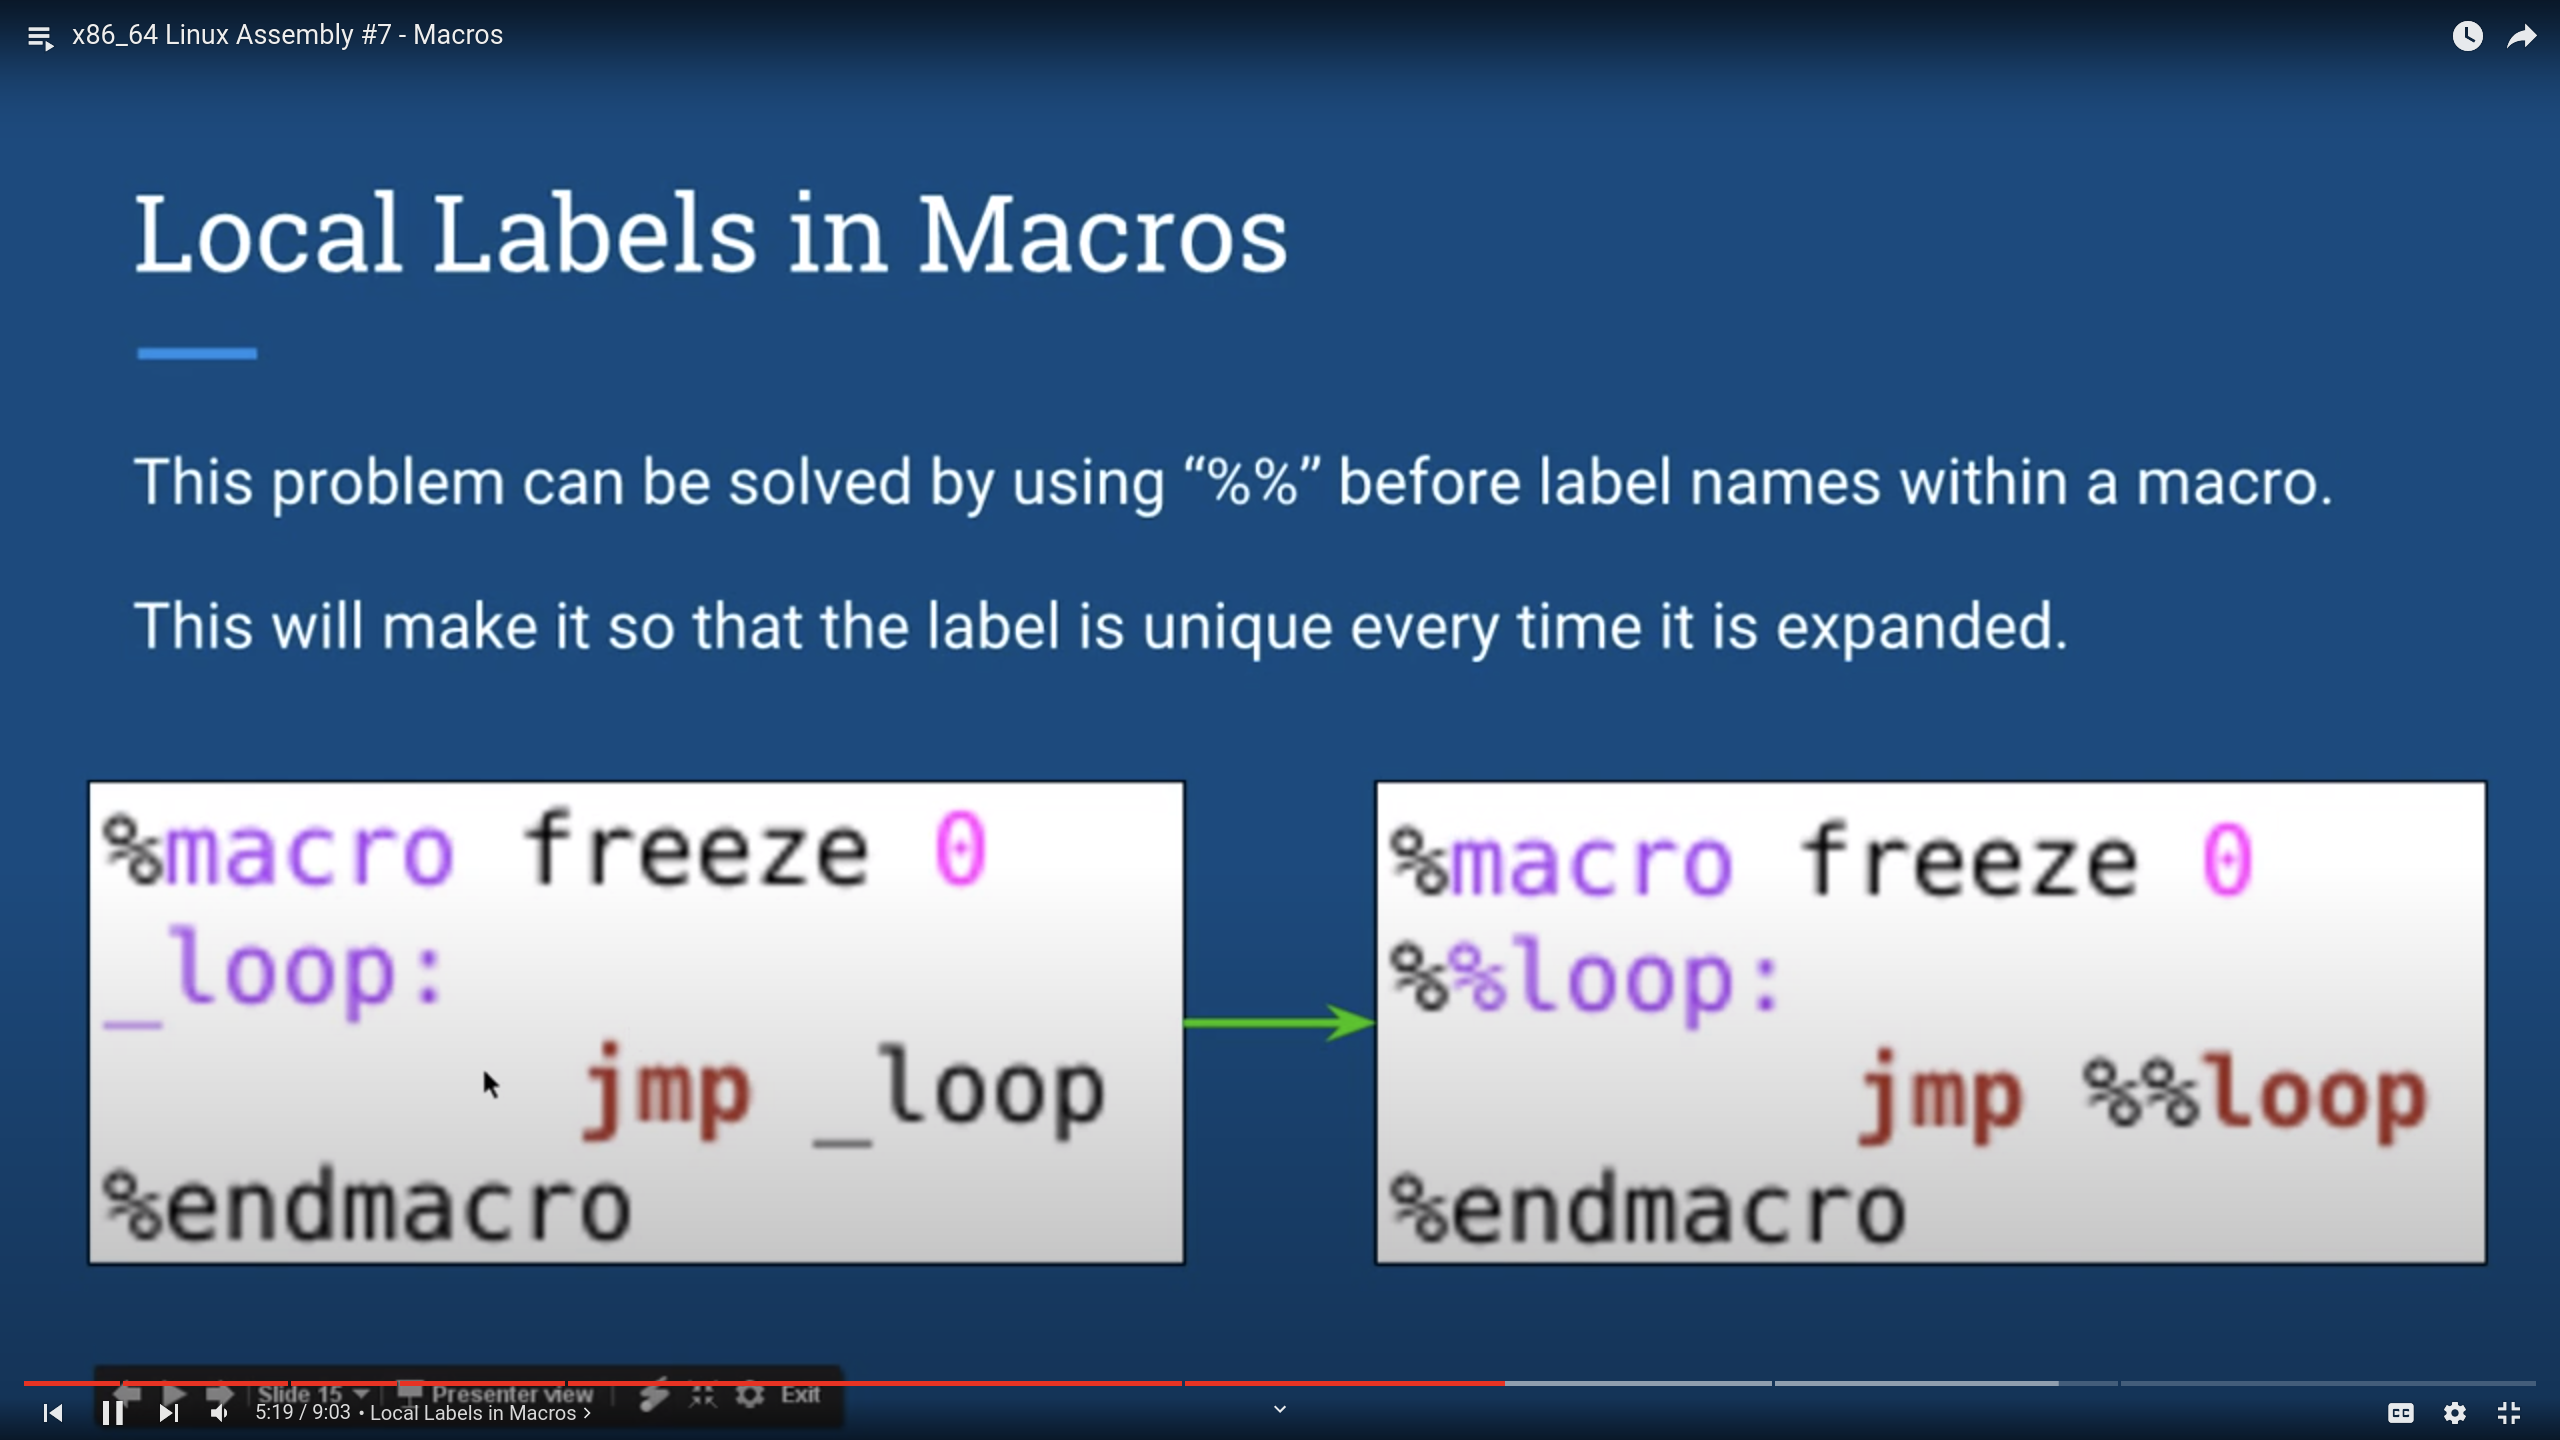 x86_64 Linux Assembly #7 - Macros
Local Labels in Macros
This problem can be solved by using “%%” before label names within a macro.
This will make it so that the label is unique every time it is expanded.
%macro freeze 0
_loop:
jmp _loop
%endmacro
%macro freeze 0
%%loop:
jmp %%loop
%endmacro
Slide 15 Presenter view Exit
5:19 / 9:03 • Local Labels in Macros
CC